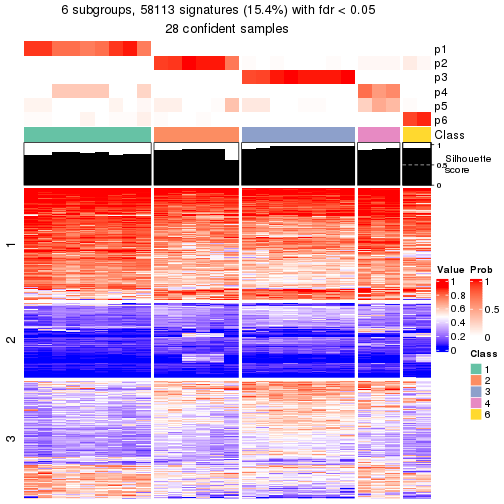 6 subgroups, 58113 signatures (15.4%) with fdr < 0.05
28 confident samples
p1
p2
p3
p4
p5
p6
Class
1
0.5
0
Silhouette
score
1
2
3
Value
1
0.8
0.6
0.4
0.2
0
Prob
1
0.5
0
Class
1
2
3
4
5
6